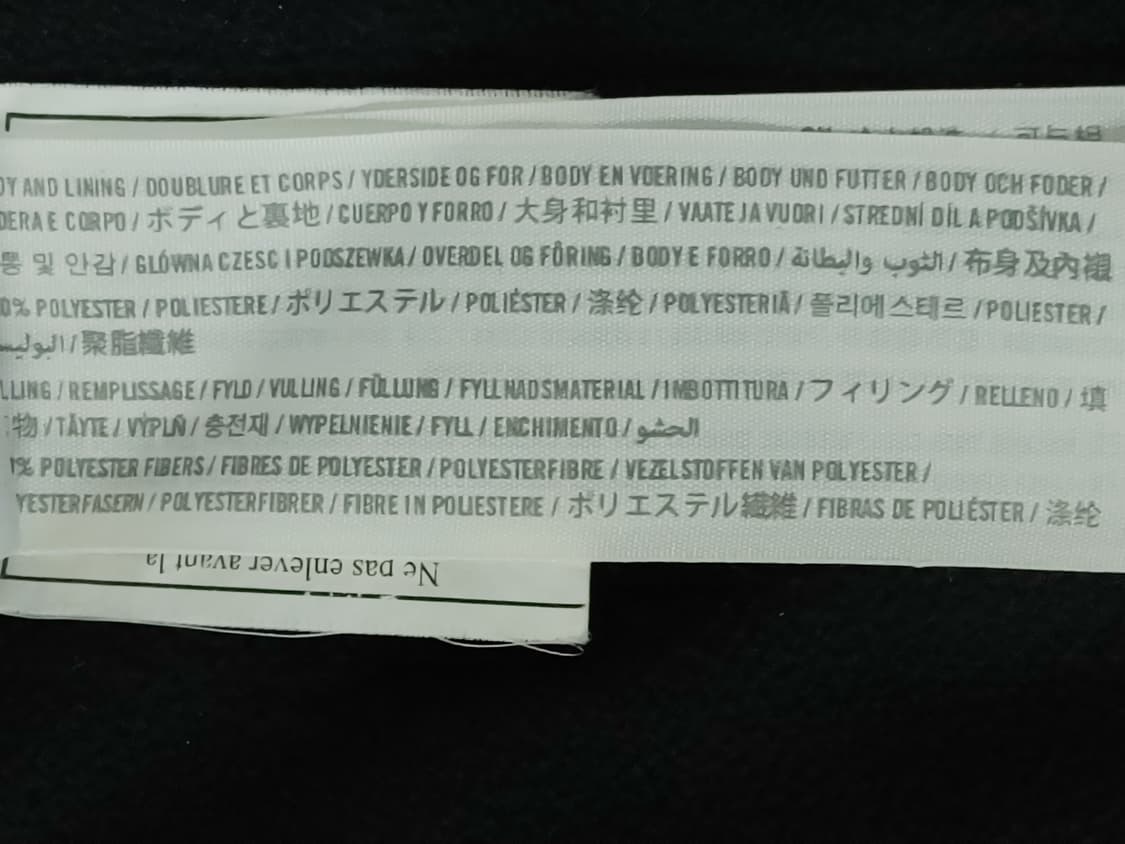 AND LINING / DOUBLURE ET CORPS / YDERSIDE OG FOR / BODY EN VOERING / BODY UND FUTTER / BODY OCH FODER /
E CORPO / ボディと裏地 / CUERPO Y FORRO / 大身和衬里 / VAATE JA VUORI / STREDNÍ DÍL A PODŠÍVKA /
및 안감 / GLÓWNA CZESC I PODSZEWKA / OVERDEL OG FÔRING / BODY E FORRO / الثوب والبطانة / 布身及內襯
POLYESTER / POLIESTERE / ポリエステル / POLIÉSTER / 涤纶 / POLYESTERIÄ / 플리에스테르 / POLIESTER /
/ 聚脂纖維
/ REMPLISSAGE / FYLD / VULLING / FÜLLUNG / FYLLNADSMATERIAL / IMBOTTITURA / フィリング / RELLENO / 填
物 / TÄYTE / VÝPLŇ / 충전재 / WYPELNIENIE / FYLL / ENCHIMENTO / الحشو
POLYESTER FIBERS / FIBRES DE POLYESTER / POLYESTERFIBRE / VEZELSTOFFEN VAN POLYESTER /
YESTERFASERN / POLYESTERFIBRER / FIBRE IN POLIESTERE / ポリエステル繊維 / FIBRAS DE POLIÉSTER / 涤纶
Ne pas enlever avant la